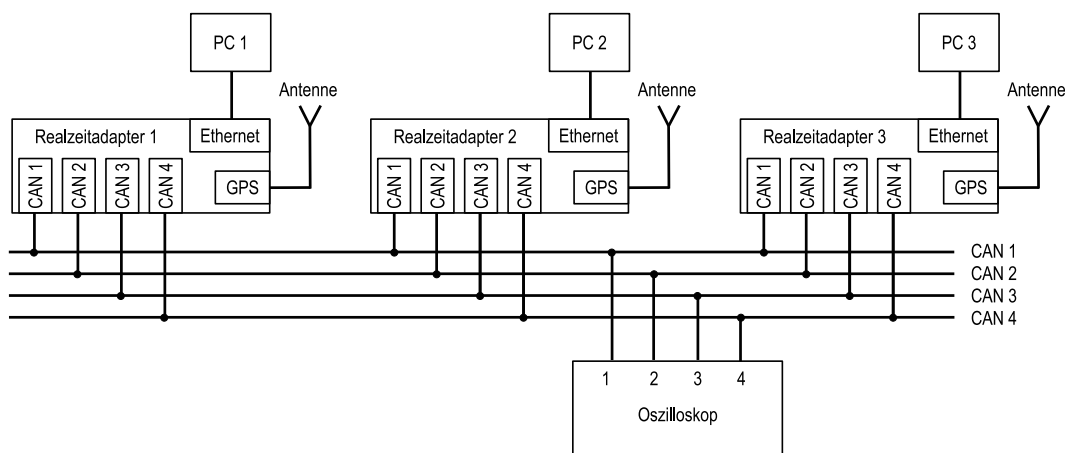 PC 1
PC 2
PC 3
Antenne
Antenne
Antenne
Realzeitadapter 1
Ethernet
Realzeitadapter 2
Ethernet
Realzeitadapter 3
Ethernet
CAN 1
CAN 2
CAN 3
CAN 4
GPS
CAN 1
CAN 2
CAN 3
CAN 4
GPS
CAN 1
CAN 2
CAN 3
CAN 4
GPS
CAN 1
CAN 2
CAN 3
CAN 4
1 2 3 4
Oszilloskop